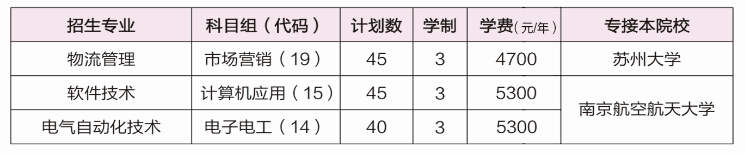 招生专业 科目组（代码） 计划数 学制 学费（元/年） 专接本院校
物流管理 市场营销（19） 45 3 4700 苏州大学
软件技术 计算机应用（15） 45 3 5300 南京航空航天大学
电气自动化技术 电子电工（14） 40 3 5300